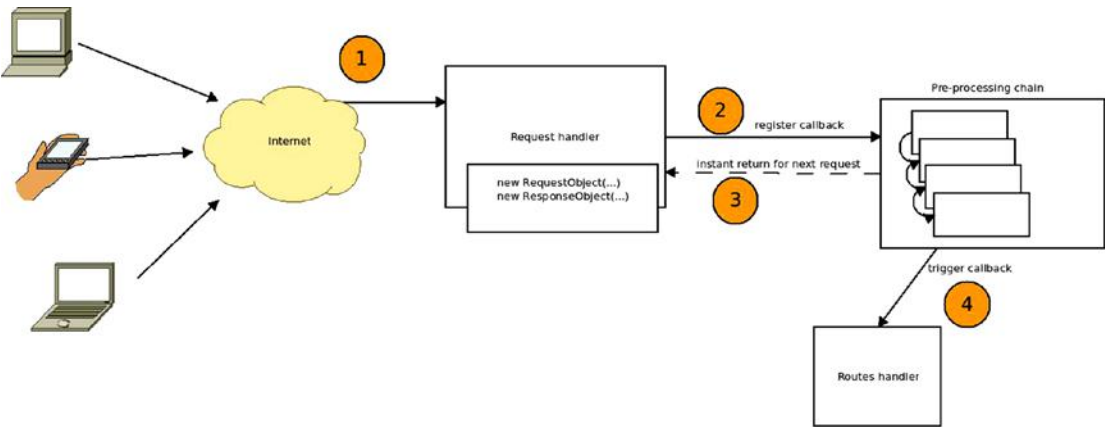 1
Internet
Request handler
new RequestObject(...)
new ResponseObject(...)
2
register callback
instant return for next request
3
Pre-processing chain
trigger callback
4
Routes handler